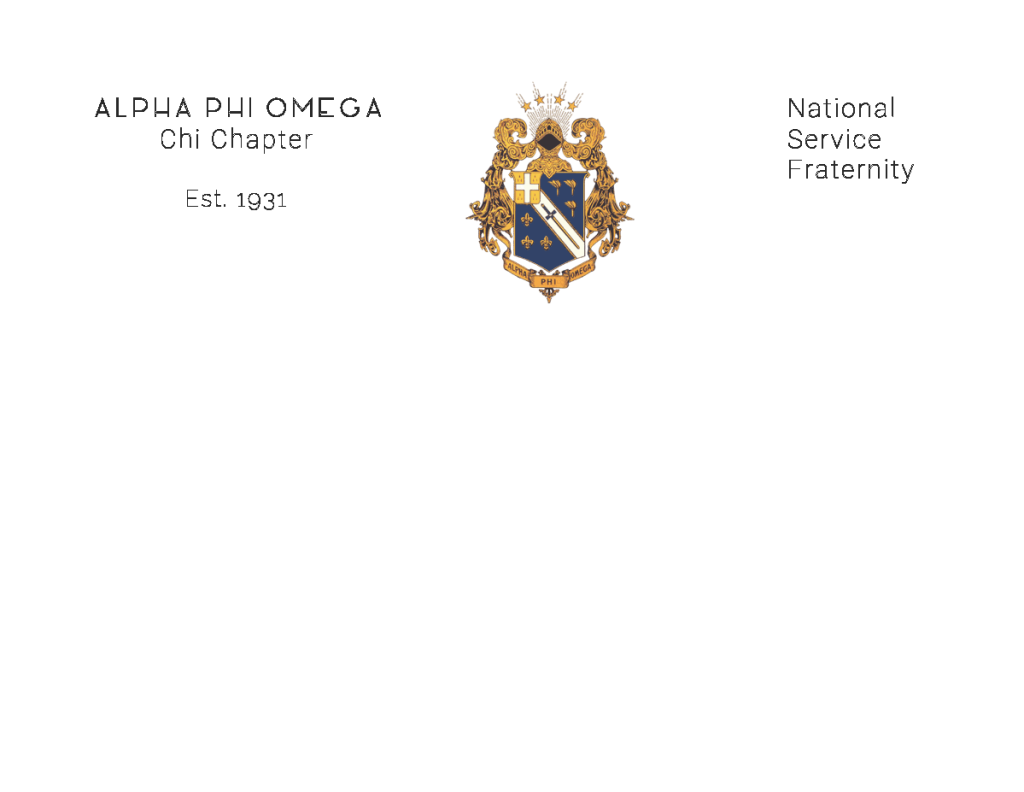 ALPHA PHI OMEGA
Chi Chapter
Est. 1931
ALPHA PHI OMEGA
National
Service
Fraternity